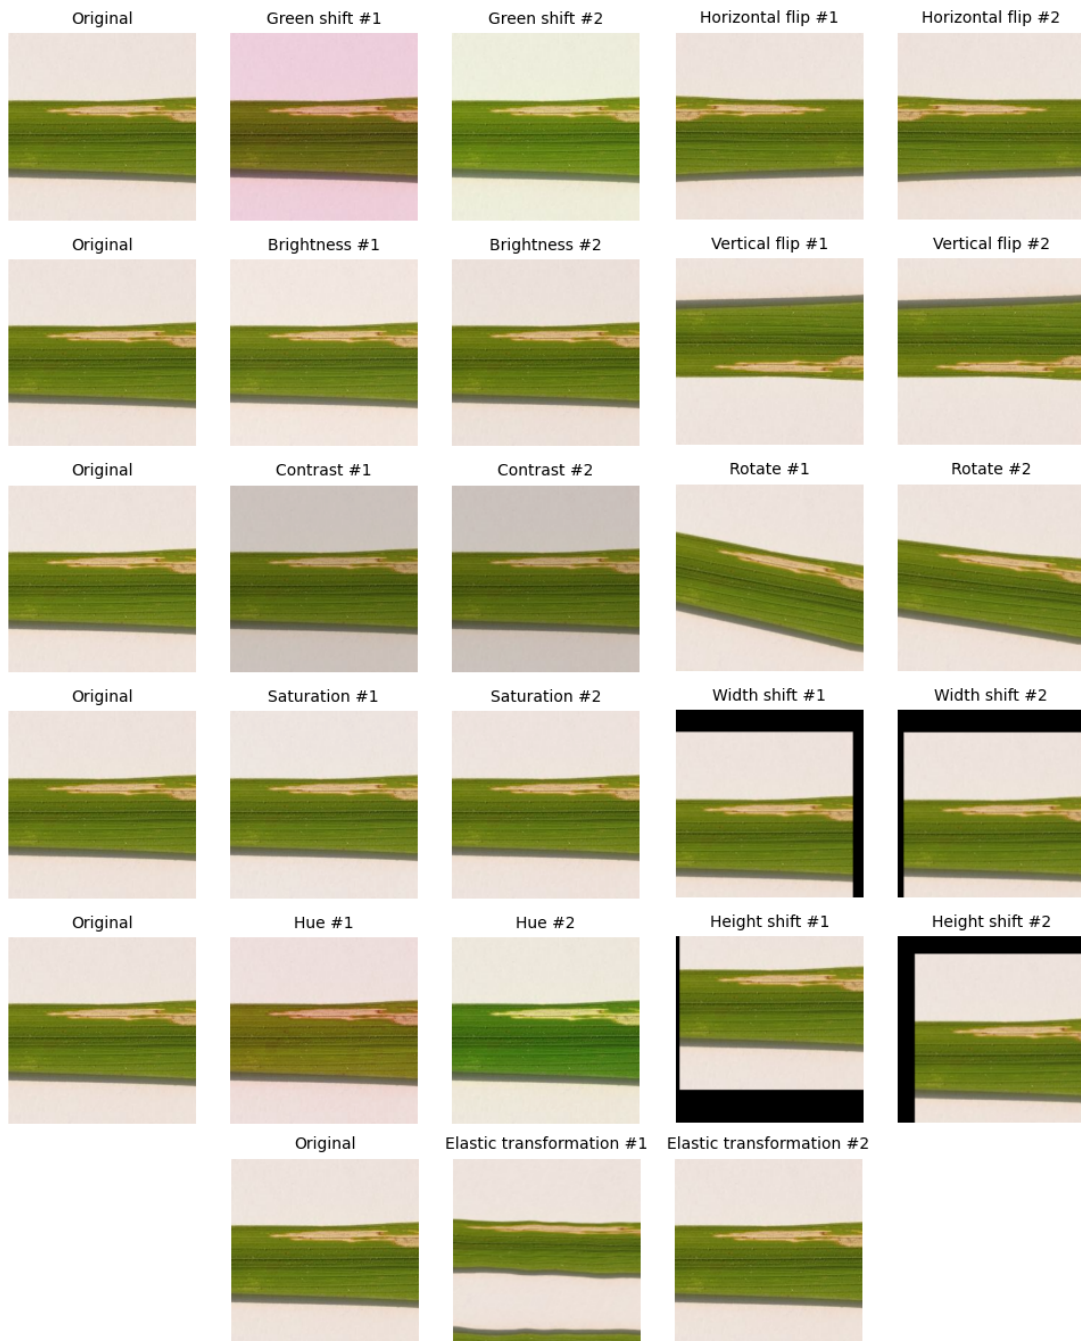 Original
Green shift #1
Green shift #2
Horizontal flip #1
Horizontal flip #2
Original
Brightness #1
Brightness #2
Vertical flip #1
Vertical flip #2
Original
Contrast #1
Contrast #2
Rotate #1
Rotate #2
Original
Saturation #1
Saturation #2
Width shift #1
Width shift #2
Original
Hue #1
Hue #2
Height shift #1
Height shift #2
Original
Elastic transformation #1
Elastic transformation #2